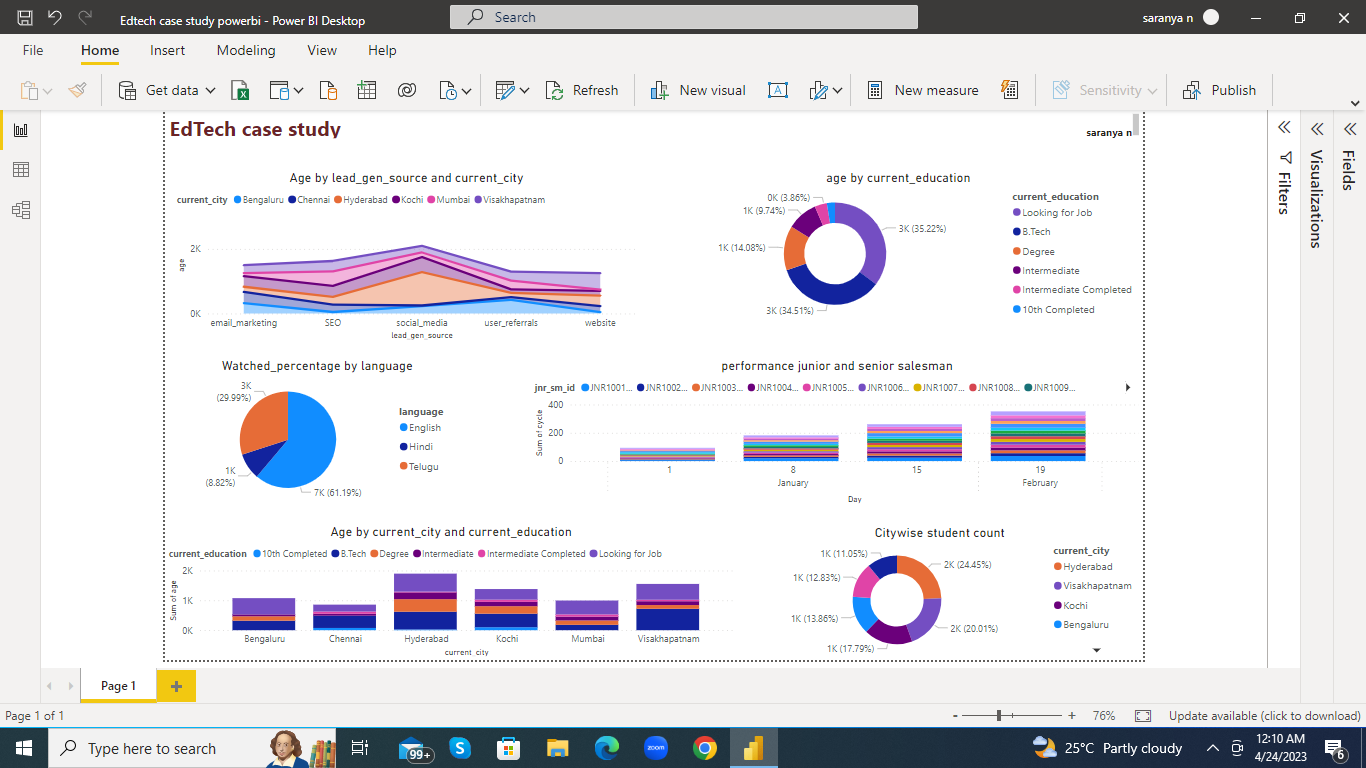 Edtech case study powerbi - Power BI Desktop
Search
saranya n
File Home Insert Modeling View Help
Get data
Refresh
New visual
New measure
Sensitivity
Publish
EdTech case study
saranya n
Age by lead_gen_source and current_city
current_city Bengaluru Chennai Hyderabad Kochi Mumbai Visakhapatnam
2K
age
0K
email_marketing SEO social_media user_referrals website
lead_gen_source
age by current_education
0K (3.86%)
1K (9.74%)
1K (14.08%)
3K (34.51%)
3K (35.22%)
current_education
Looking for Job
B.Tech
Degree
Intermediate
Intermediate Completed
10th Completed
Watched_percentage by language
3K
(29.99%)
1K
(8.82%)
7K (61.19%)
language
English
Hindi
Telugu
performance junior and senior salesman
jnr_sm_id JNR1001... JNR1002... JNR1003... JNR1004... JNR1005... JNR1006... JNR1007... JNR1008... JNR1009...
400
200
0
Sum of cycle
1 8 15 19
January February
Day
Age by current_city and current_education
current_education 10th Completed B.Tech Degree Intermediate Intermediate Completed Looking for Job
2K
1K
0K
Sum of age
Bengaluru Chennai Hyderabad Kochi Mumbai Visakhapatnam
current_city
Citywise student count
1K (11.05%)
1K (12.83%)
1K (13.86%)
1K (17.79%)
2K (24.45%)
2K (20.01%)
current_city
Hyderabad
Visakhapatnam
Kochi
Bengaluru
Filters
Visualizations
Fields
Page 1
+
Page 1 of 1
- + 76%
Update available (click to download)
Type here to search
99+
S
zoom
25°C Partly cloudy
12:10 AM
4/24/2023
6